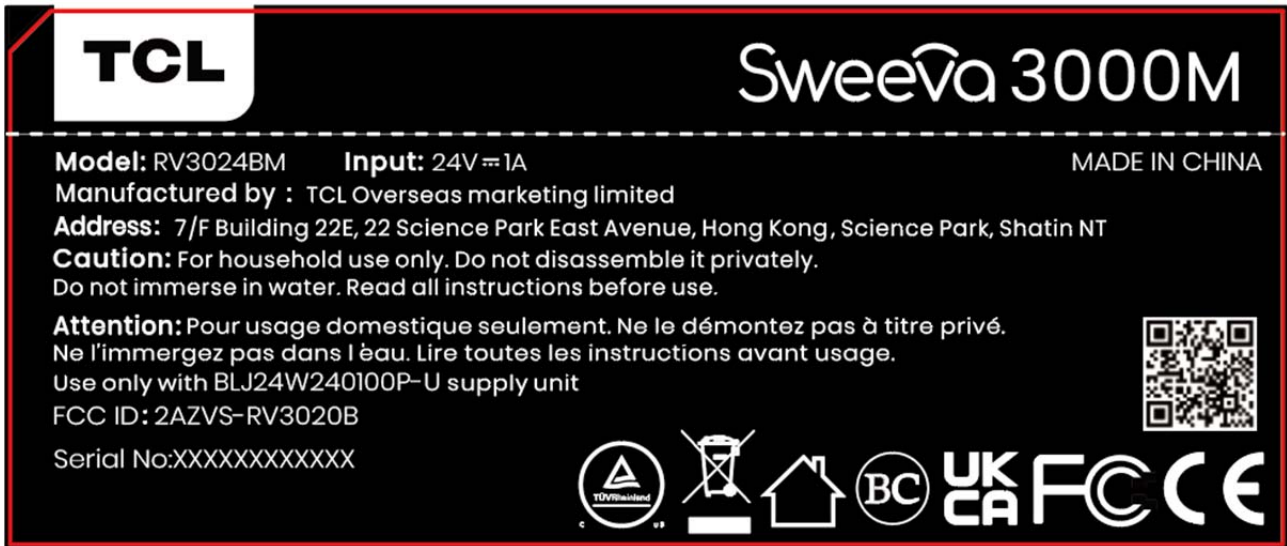 TCL
Sweeva 3000M
Model: RV3024BM Input: 24V⎓1A MADE IN CHINA
Manufactured by : TCL Overseas marketing limited
Address: 7/F Building 22E, 22 Science Park East Avenue, Hong Kong, Science Park, Shatin NT
Caution: For household use only. Do not disassemble it privately.
Do not immerse in water. Read all instructions before use.
Attention: Pour usage domestique seulement. Ne le démontez pas à titre privé.
Ne l'immergez pas dans l èau. Lire toutes les instructions avant usage.
Use only with BLJ24W240100P-U supply unit
FCC ID: 2AZVS-RV3020B
Serial No:XXXXXXXXXXXX
TÜVRheinland
C US
BC
UK
CA
FC
CE